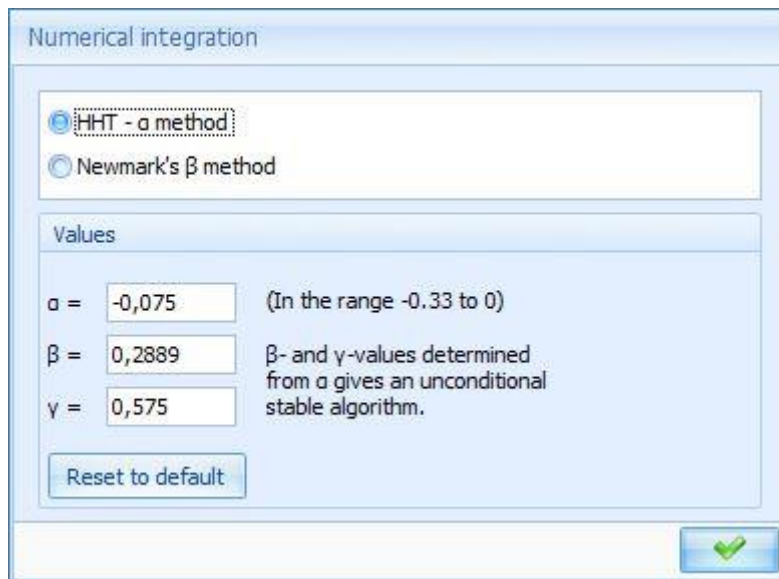 Numerical integration
HHT - α method
Newmark's β method
Values
α = -0,075 (In the range -0.33 to 0)
β = 0,2889 β- and γ-values determined
from α gives an unconditional
γ = 0,575 stable algorithm.
Reset to default